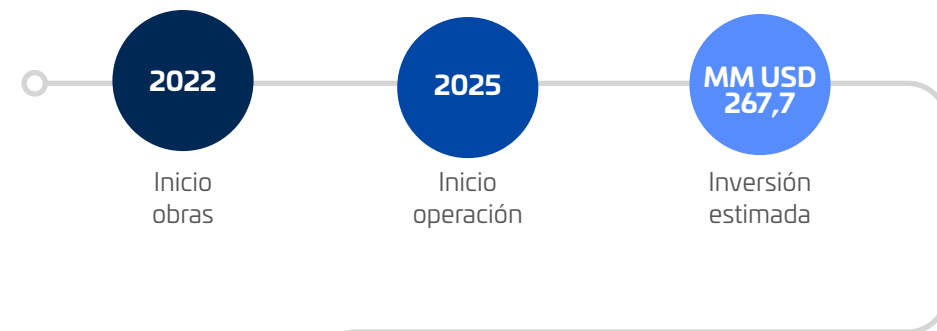 2022
Inicio
obras
2025
Inicio
operación
MM USD
267,7
Inversión
estimada